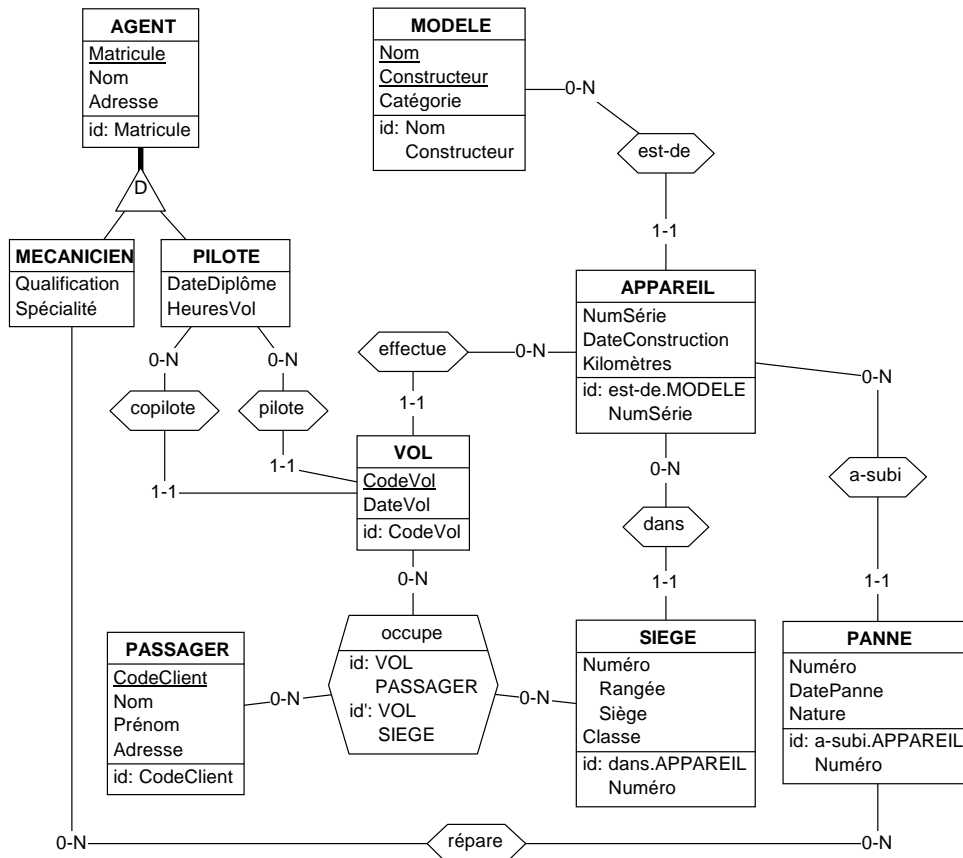 AGENT
Matricule
Nom
Adresse
id: Matricule
MODELE
Nom
Constructeur
Catégorie
id: Nom
Constructeur
0-N
est-de
1-1
D
MECANICIEN
Qualification
Spécialité
PILOTE
DateDiplôme
HeuresVol
APPAREIL
NumSérie
DateConstruction
Kilomètres
id: est-de.MODELE
NumSérie
effectue
0-N
0-N
0-N
0-N
copilote
pilote
1-1
1-1
1-1
VOL
CodeVol
DateVol
id: CodeVol
0-N
a-subi
dans
0-N
1-1
1-1
PASSAGER
CodeClient
Nom
Prénom
Adresse
id: CodeClient
0-N
occupe
id: VOL
PASSAGER
id': VOL
SIEGE
0-N
SIEGE
Numéro
Rangée
Siège
Classe
id: dans.APPAREIL
Numéro
PANNE
Numéro
DatePanne
Nature
id: a-subi.APPAREIL
Numéro
0-N
répare
0-N